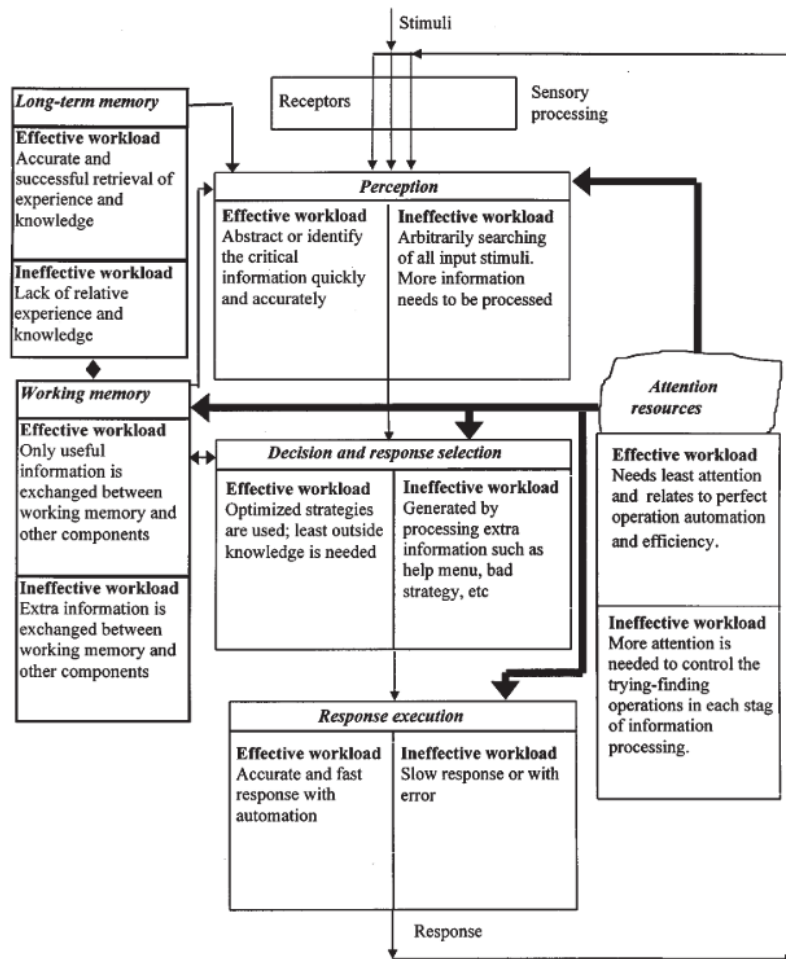 Stimuli
Receptors
Sensory
processing
Long-term memory
Effective workload
Accurate and
successful retrieval of
experience and
knowledge
Ineffective workload
Lack of relative
experience and
knowledge
Perception
Effective workload
Abstract or identify
the critical
information quickly
and accurately
Ineffective workload
Arbitrarily searching
of all input stimuli.
More information
needs to be processed
Working memory
Effective workload
Only useful
information is
exchanged between
working memory and
other components
Ineffective workload
Extra information is
exchanged between
working memory and
other components
Attention
resources
Effective workload
Needs least attention
and relates to perfect
operation automation
and efficiency.
Ineffective workload
More attention is
needed to control the
trying-finding
operations in each stag
of information
processing.
Decision and response selection
Effective workload
Optimized strategies
are used; least outside
knowledge is needed
Ineffective workload
Generated by
processing extra
information such as
help menu, bad
strategy, etc
Response execution
Effective workload
Accurate and fast
response with
automation
Ineffective workload
Slow response or with
error
Response